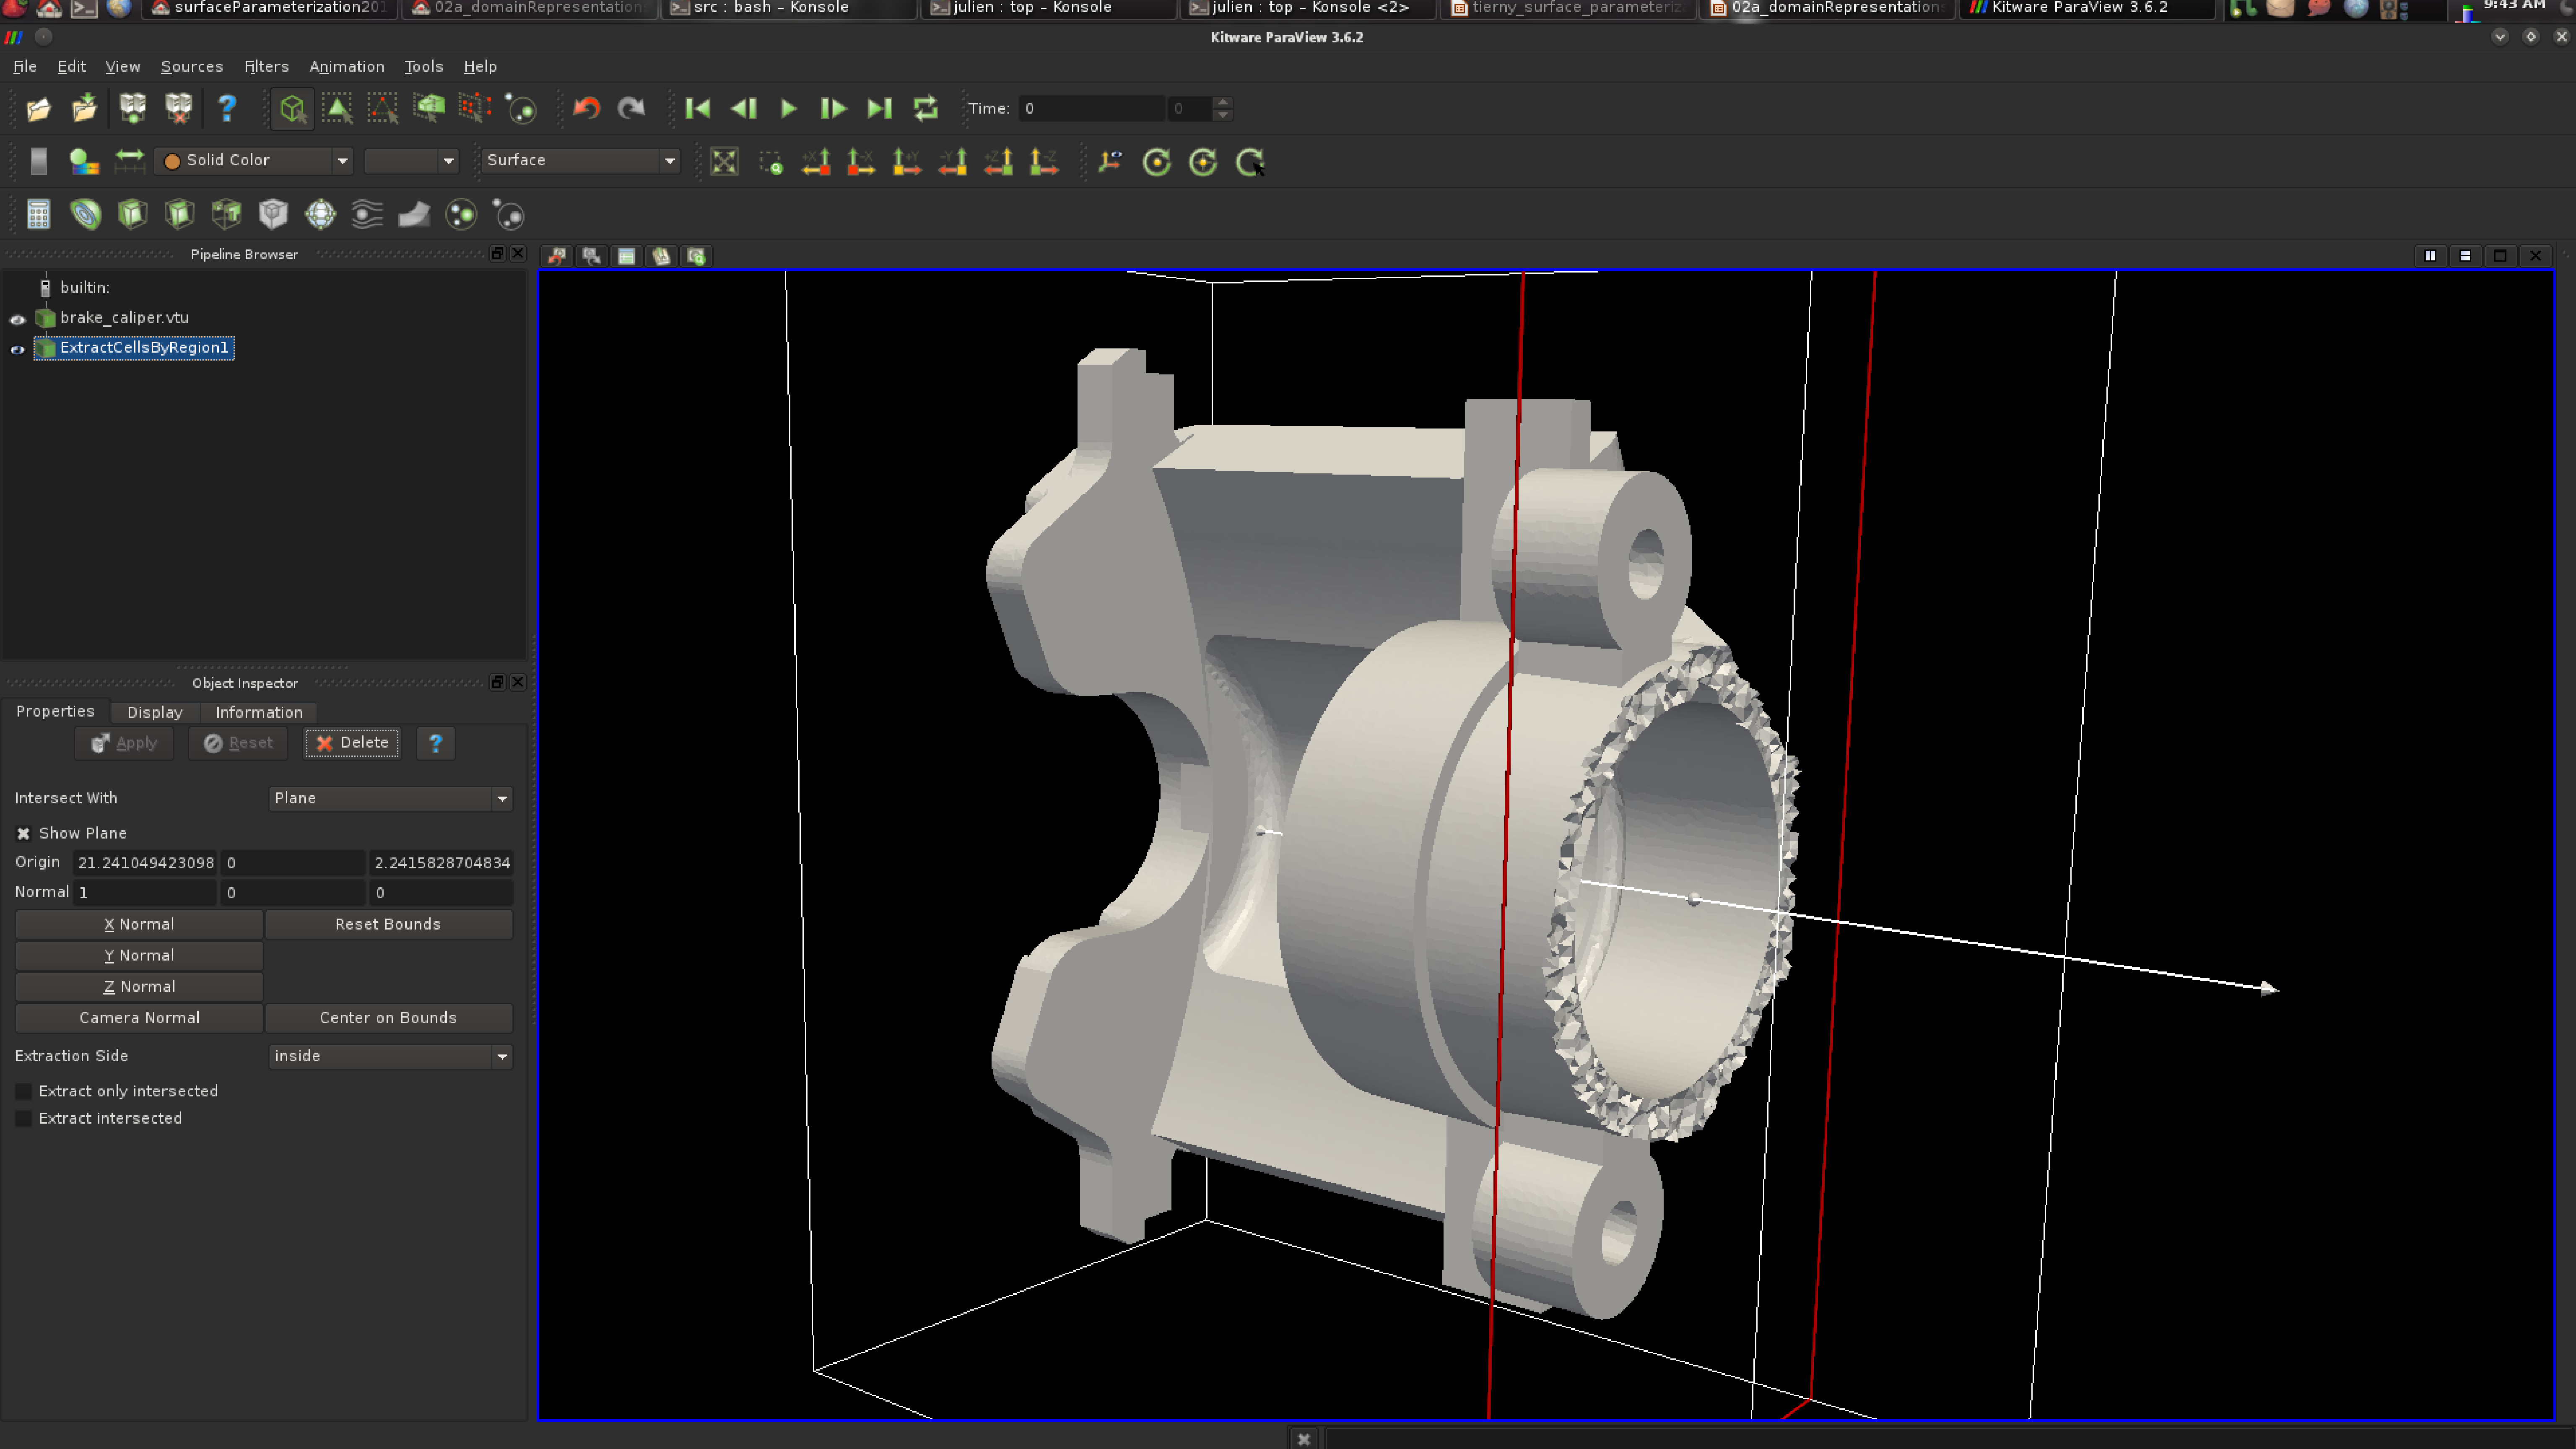 surfaceParameterization201 02a_domainRepresentations src : bash – Konsole julien : top – Konsole julien : top – Konsole <2> tierny_surface_parameteriz 02a_domainRepresentations Kitware ParaView 3.6.2 9:43 AM
Kitware ParaView 3.6.2
File Edit View Sources Filters Animation Tools Help
Time: 0 0
Solid Color Surface
Pipeline Browser
builtin:
brake_caliper.vtu
ExtractCellsByRegion1
Object Inspector
Properties Display Information
Apply Reset Delete ?
Intersect With Plane
Show Plane
Origin 21.241049423098 0 2.2415828704834
Normal 1 0 0
X Normal Reset Bounds
Y Normal
Z Normal
Camera Normal Center on Bounds
Extraction Side inside
Extract only intersected
Extract intersected